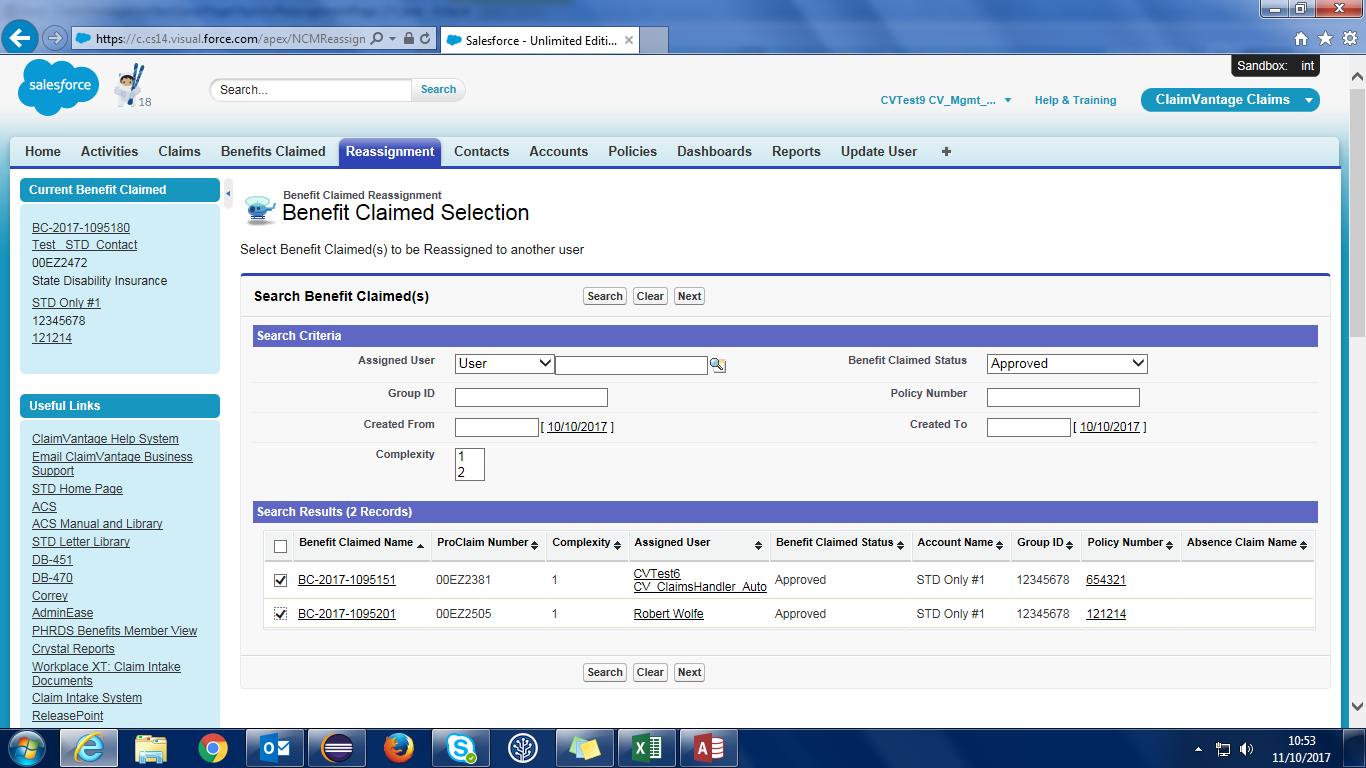 https://c.cs14.visual.force.com/apex/NCMReassign
Salesforce - Unlimited Editi...
Sandbox: int
salesforce
18
Search...
Search
CVTest9 CV_Mgmt_...
Help & Training
ClaimVantage Claims
Home Activities Claims Benefits Claimed Reassignment Contacts Accounts Policies Dashboards Reports Update User +
Current Benefit Claimed
BC-2017-1095180
Test_ STD_Contact
00EZ2472
State Disability Insurance
STD Only #1
12345678
121214
Useful Links
ClaimVantage Help System
Email ClaimVantage Business
Support
STD Home Page
ACS
ACS Manual and Library
STD Letter Library
DB-451
DB-470
Correy
AdminEase
PHRDS Benefits Member View
Crystal Reports
Workplace XT: Claim Intake
Documents
Claim Intake System
ReleasePoint
Benefit Claimed Reassignment
Benefit Claimed Selection
Select Benefit Claimed(s) to be Reassigned to another user
Search Benefit Claimed(s) Search Clear Next
Search Criteria
Assigned User User Benefit Claimed Status Approved
Group ID Policy Number
Created From [ 10/10/2017 ] Created To [ 10/10/2017 ]
Complexity 1
2
Search Results (2 Records)
Benefit Claimed Name ProClaim Number Complexity Assigned User Benefit Claimed Status Account Name Group ID Policy Number Absence Claim Name
BC-2017-1095151 00EZ2381 1 CVTest6 CV_ClaimsHandler_Auto Approved STD Only #1 12345678 654321
BC-2017-1095201 00EZ2505 1 Robert Wolfe Approved STD Only #1 12345678 121214
Search Clear Next
10:53
11/10/2017